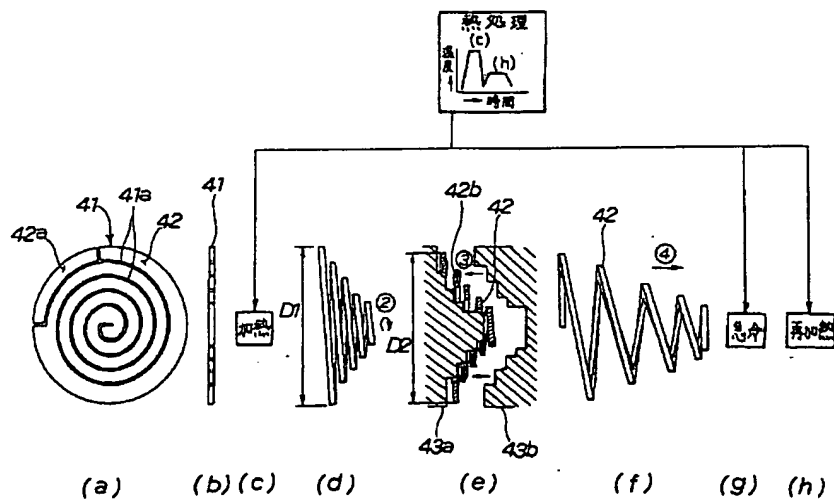 熱処理
(c)
(h)
温度
時間
41
41a
42a
42
41
加熱
D1
②
42b
42
③
D2
43a
43b
42
④
急冷
再加熱
(a)
(b)
(c)
(d)
(e)
(f)
(g)
(h)